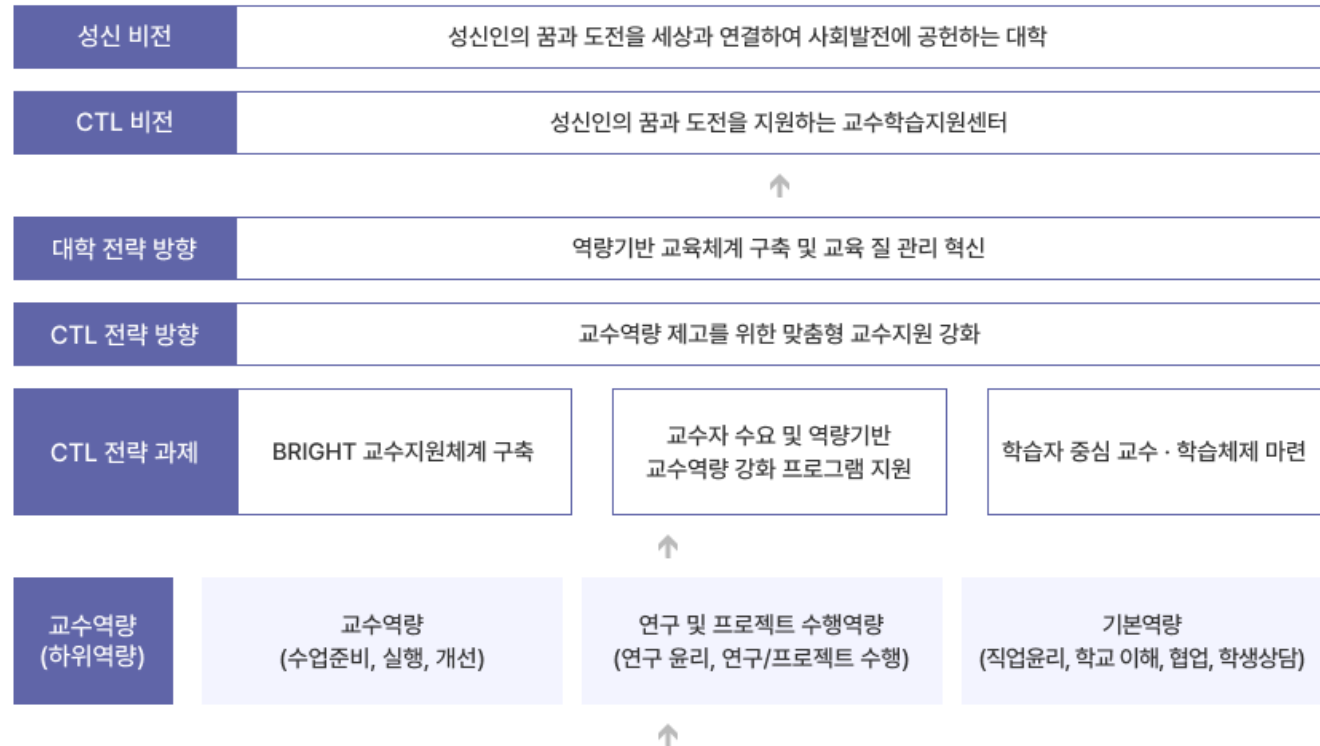 성신 비전
성신인의 꿈과 도전을 세상과 연결하여 사회발전에 공헌하는 대학
CTL 비전
성신인의 꿈과 도전을 지원하는 교수학습지원센터
대학 전략 방향
역량기반 교육체계 구축 및 교육 질 관리 혁신
CTL 전략 방향
교수역량 제고를 위한 맞춤형 교수지원 강화
CTL 전략 과제
BRIGHT 교수지원체계 구축
교수자 수요 및 역량기반
교수역량 강화 프로그램 지원
학습자 중심 교수 · 학습체제 마련
교수역량
(하위역량)
교수역량
(수업준비, 실행, 개선)
연구 및 프로젝트 수행역량
(연구 윤리, 연구/프로젝트 수행)
기본역량
(직업윤리, 학교 이해, 협업, 학생상담)